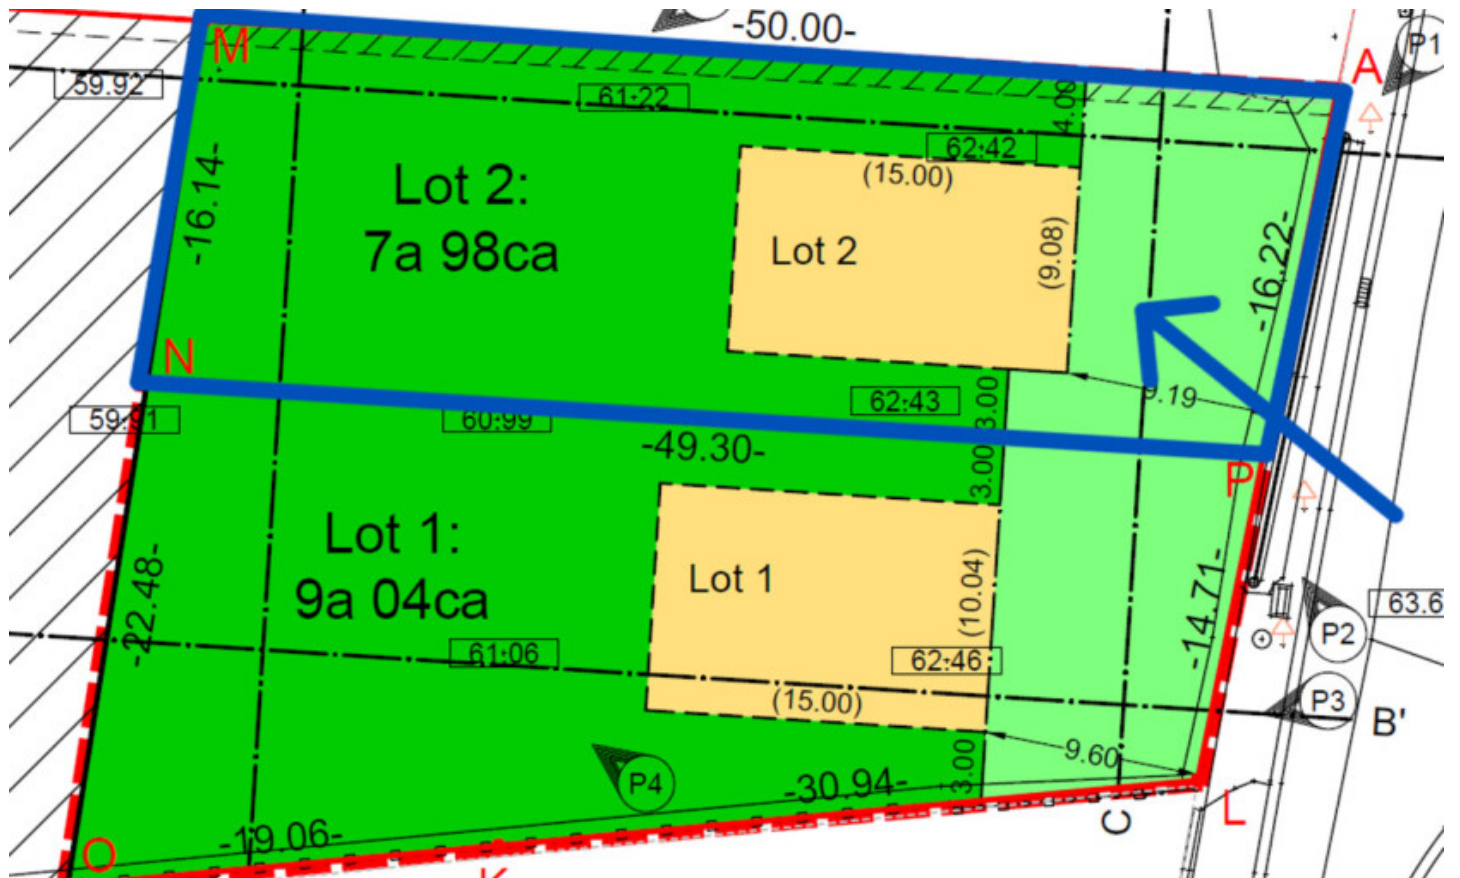 -50.00-
P1
M
A
59.92
61.22
4.00
62.42
(15.00)
-16.14-
Lot 2:
7a 98ca
Lot 2
(9.08)
-16.22-
N
9.19
59.91
60.99
62.43
3.00
-49.30-
3.00
P
Lot 1:
9a 04ca
Lot 1
(10.04)
-14.71-
-22.48-
63.6
P2
61.06
62.46
(15.00)
P3
B'
9.60
P4
3.00
-30.94-
C
L
-19.06-
O
K